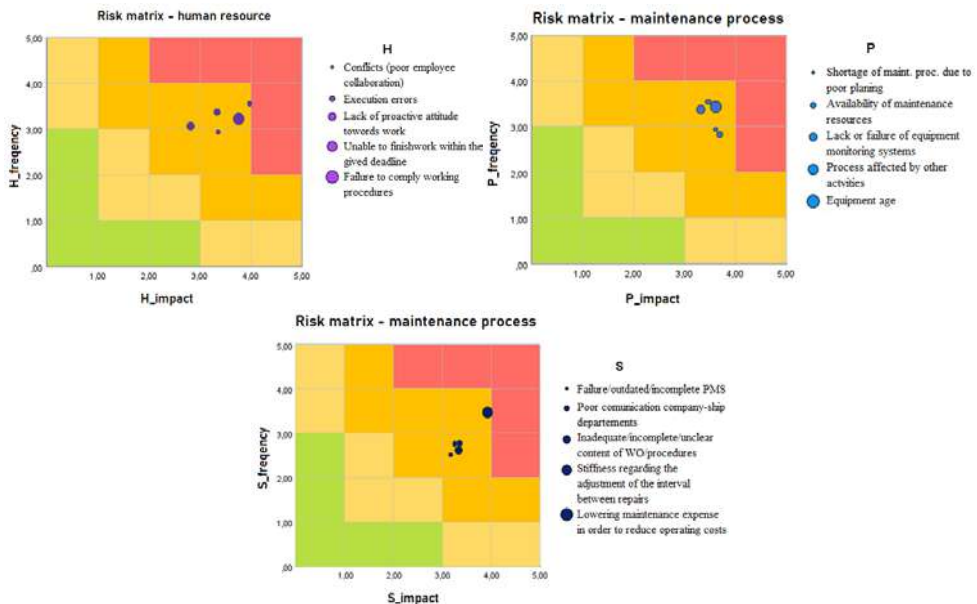 Risk matrix - human resource
5,00
4,00
3,00
2,00
1,00
,00
H_freqency
1,00
2,00
3,00
4,00
5,00
H_impact
H
Conflicts (poor employee
collaboration)
Execution errors
Lack of proactive attitude
towards work
Unable to finishwork within the
gived deadline
Failure to comply working
procedures
Risk matrix - maintenance process
5,00
4,00
3,00
2,00
1,00
,00
P_freqency
1,00
2,00
3,00
4,00
5,00
P_impact
P
Shortage of maint. proc. due to
poor planing
Availability of maintenance
resources
Lack or failure of equipment
monitoring systems
Process affected by other
actvities
Equipment age
Risk matrix - maintenance process
5,00
4,00
3,00
2,00
1,00
,00
S_freqency
1,00
2,00
3,00
4,00
5,00
S_impact
S
Failure/outdated/incomplete PMS
Poor comunication company-ship
departements
Inadequate/incomplete/unclear
content of WO/procedures
Stiffness regarding the
adjustment of the interval
between repairs
Lowering maintenance expense
in order to reduce operating costs